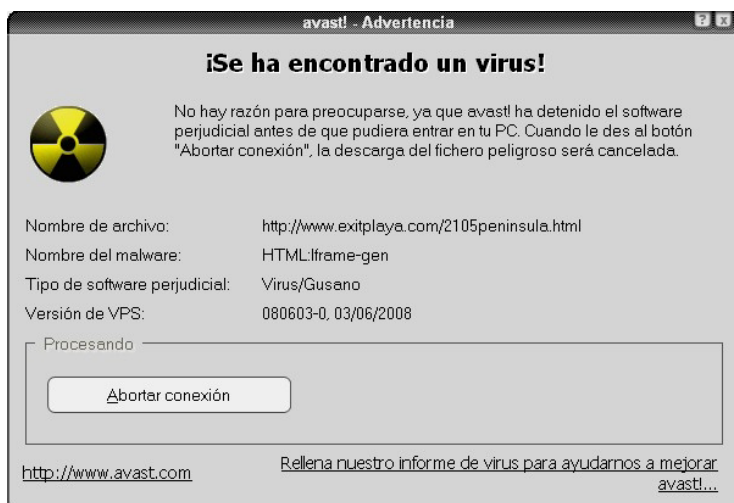 avast! - Advertencia
¡Se ha encontrado un virus!
No hay razón para preocuparse, ya que avast! ha detenido el software
perjudicial antes de que pudiera entrar en tu PC. Cuando le des al botón
"Abortar conexión", la descarga del fichero peligroso será cancelada.
Nombre de archivo: http://www.exitplaya.com/2105peninsula.html
Nombre del malware: HTML:Iframe-gen
Tipo de software perjudicial: Virus/Gusano
Versión de VPS: 080603-0, 03/06/2008
Procesando
Abortar conexión
http://www.avast.com
Rellena nuestro informe de virus para ayudarnos a mejorar
avast!...